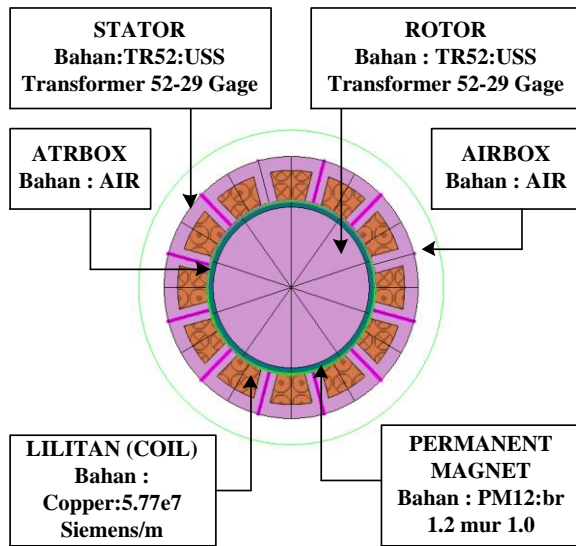 STATOR
Bahan:TR52:USS
Transformer 52-29 Gage
ROTOR
Bahan : TR52:USS
Transformer 52-29 Gage
ATRBOX
Bahan : AIR
AIRBOX
Bahan : AIR
LILITAN (COIL)
Bahan :
Copper:5.77e7
Siemens/m
PERMANENT
MAGNET
Bahan : PM12:br
1.2 mur 1.0